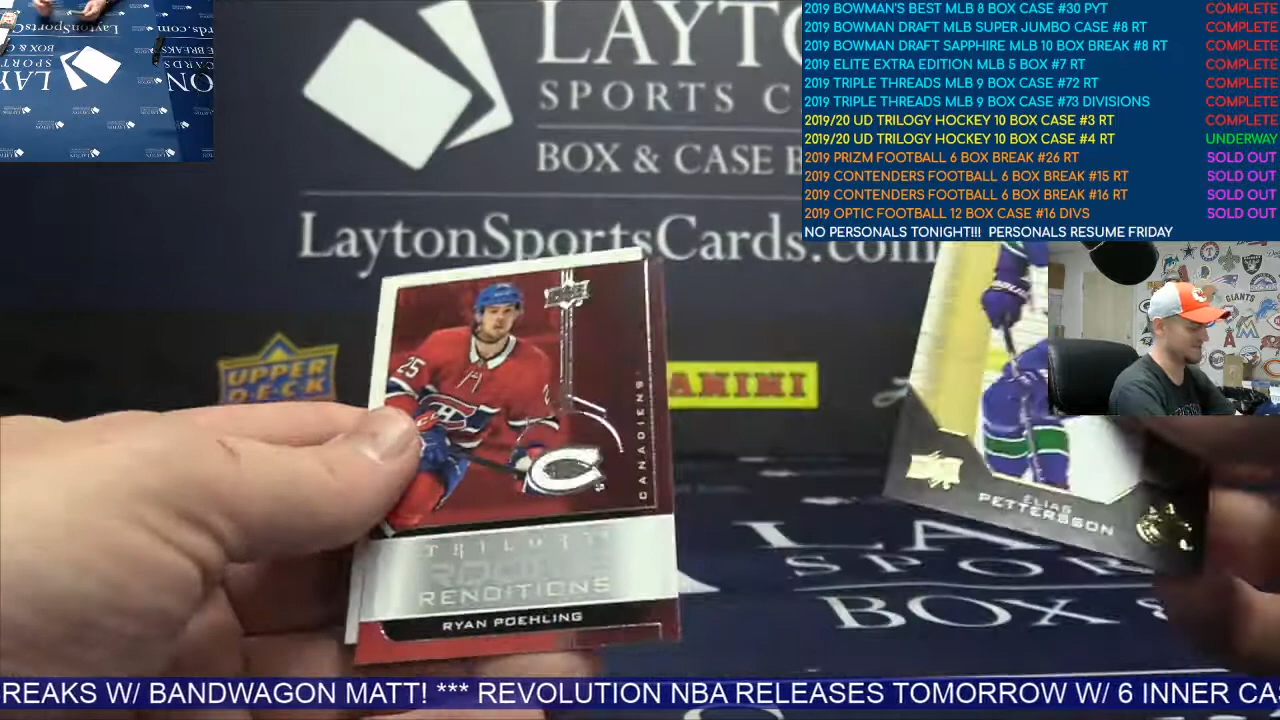 2019 BOWMAN'S BEST MLB 8 BOX CASE #30 PYT COMPLETE
2019 BOWMAN DRAFT MLB SUPER JUMBO CASE #8 RT COMPLETE
2019 BOWMAN DRAFT SAPPHIRE MLB 10 BOX BREAK #8 RT COMPLETE
2019 ELITE EXTRA EDITION MLB 5 BOX #7 RT COMPLETE
2019 TRIPLE THREADS MLB 9 BOX CASE #72 RT COMPLETE
2019 TRIPLE THREADS MLB 9 BOX CASE #73 DIVISIONS COMPLETE
2019/20 UD TRILOGY HOCKEY 10 BOX CASE #3 RT COMPLETE
2019/20 UD TRILOGY HOCKEY 10 BOX CASE #4 RT UNDERWAY
2019 PRIZM FOOTBALL 6 BOX BREAK #26 RT SOLD OUT
2019 CONTENDERS FOOTBALL 6 BOX BREAK #15 RT SOLD OUT
2019 CONTENDERS FOOTBALL 6 BOX BREAK #16 RT SOLD OUT
2019 OPTIC FOOTBALL 12 BOX CASE #16 DIVS SOLD OUT
NO PERSONALS TONIGHT!!! PERSONALS RESUME FRIDAY
LAYTO
SPORTS C
BOX & CASE B
LaytonSportsCards.com
UPPER DECK
PANINI
GIANTS
25
CANADIENS
TRILOGY
ROOKIE
RENDITIONS
RYAN POEHLING
ELIAS
PETTERSSON
LA
SPOR
BOX &
REAKS W/ BANDWAGON MATT! *** REVOLUTION NBA RELEASES TOMORROW W/ 6 INNER CA